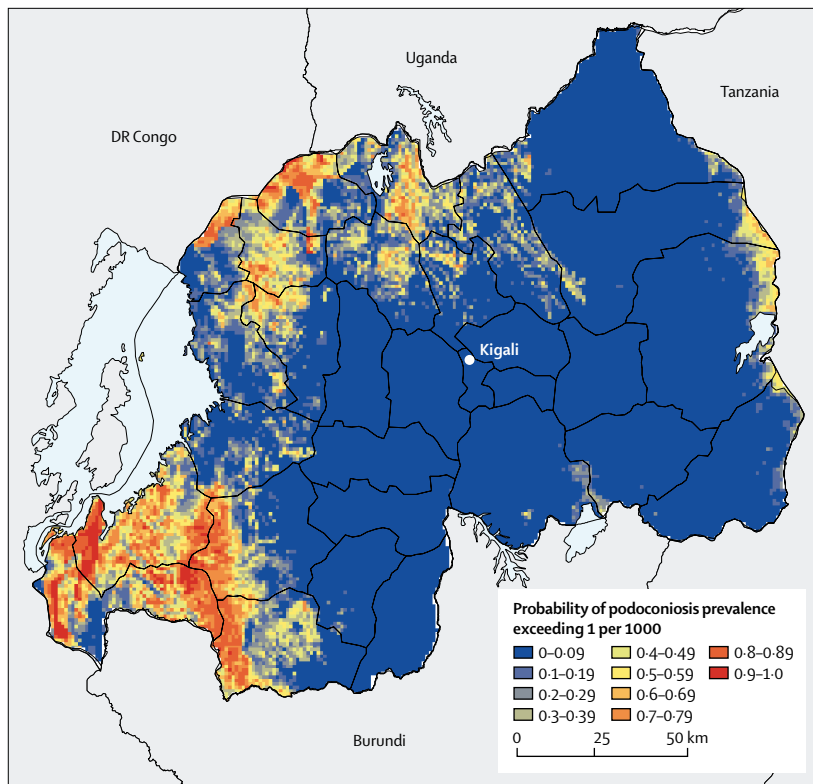 Uganda
Tanzania
DR Congo
Kigali
Probability of podoconiosis prevalence
exceeding 1 per 1000
0–0·09
0·1–0·19
0·2–0·29
0·3–0·39
0·4–0·49
0·5–0·59
0·6–0·69
0·7–0·79
0·8–0·89
0·9–1·0
0 25 50 km
Burundi